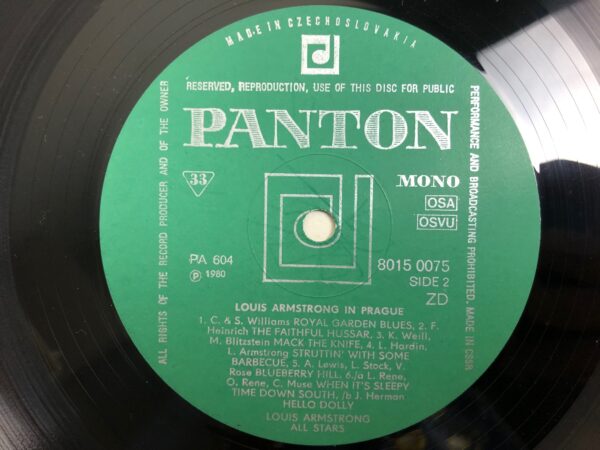 MADE IN CZECHOSLOVAKIA
RESERVED, REPRODUCTION, USE OF THIS DISC FOR PUBLIC
PERFORMANCE AND BROADCASTING PROHIBITED. MADE IN CSSR
ALL RIGHTS OF THE RECORD PRODUCER AND OF THE OWNER
PANTON
33
MONO
OSA
OSVU
PA 604
℗ 1980
8015 0075
SIDE 2
ZD
LOUIS ARMSTRONG IN PRAGUE
1. C. & S. Williams ROYAL GARDEN BLUES, 2. F.
Heinrich THE FAITHFUL HUSSAR, 3. K. Weill,
M. Blitzstein MACK THE KNIFE, 4. L. Hardin,
L. Armstrong STRUTTIN' WITH SOME
BARBECUE, 5. A. Lewis, L. Stock, V.
Rose BLUEBERRY HILL, 6./a L. Rene,
O. Rene, C. Muse WHEN IT'S SLEEPY
TIME DOWN SOUTH, /b J. Herman
HELLO DOLLY
LOUIS ARMSTRONG
ALL STARS